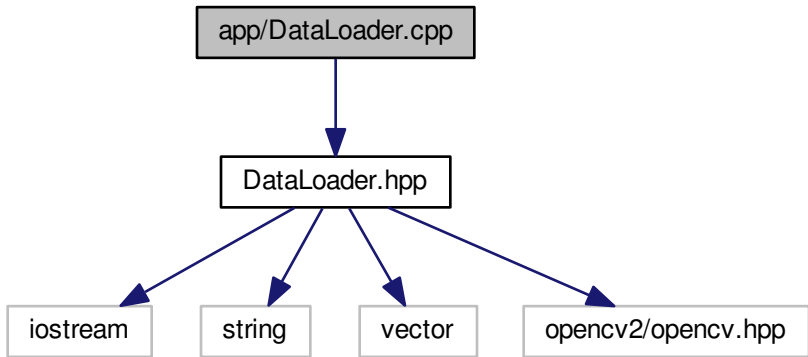 app/DataLoader.cpp
DataLoader.hpp
iostream
string
vector
opencv2/opencv.hpp